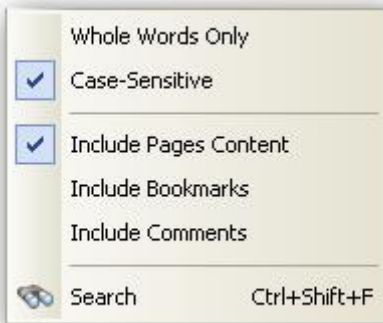 Whole Words Only
Case-Sensitive
Include Pages Content
Include Bookmarks
Include Comments
Search Ctrl+Shift+F